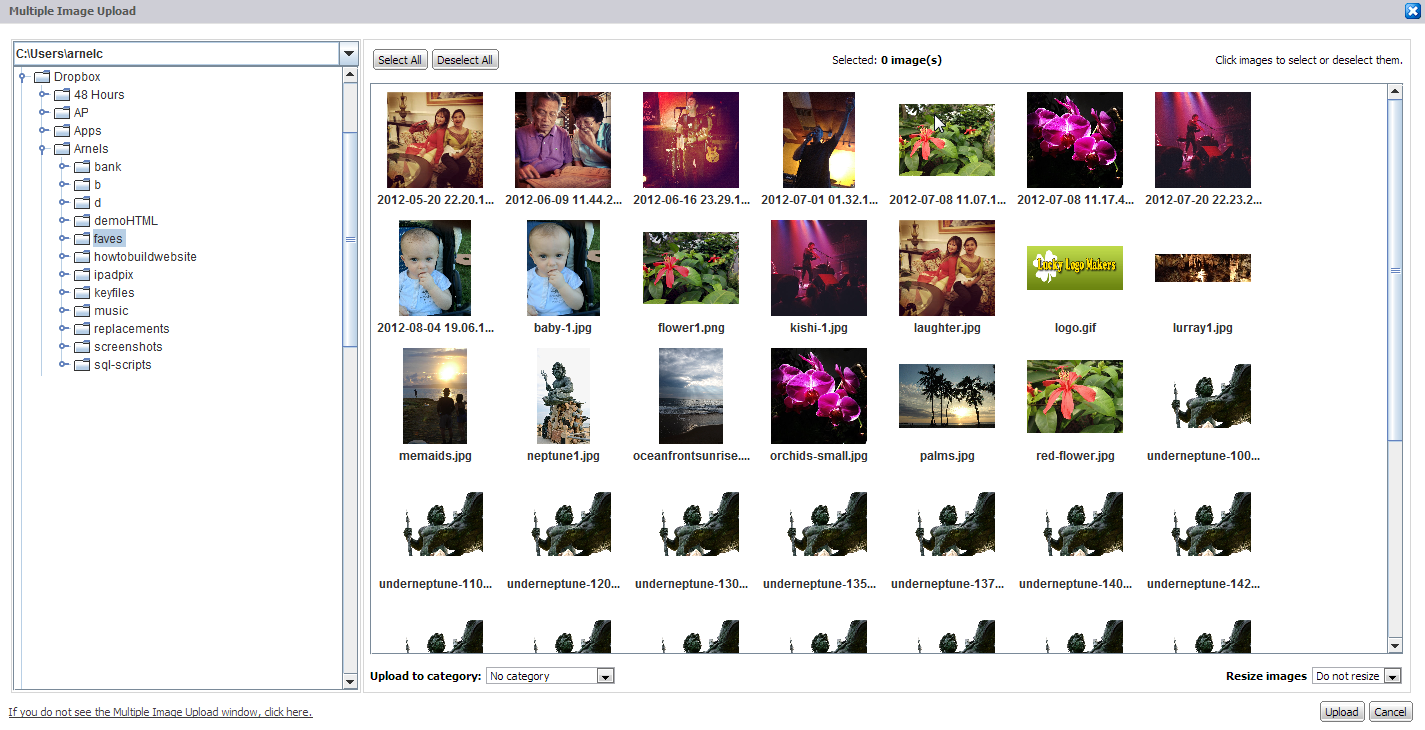 Multiple Image Upload
C:\Users\arnelc
Dropbox
48 Hours
AP
Apps
Arnels
bank
b
d
demoHTML
faves
howtobuildwebsite
ipadpix
keyfiles
music
replacements
screenshots
sql-scripts
Select All Deselect All Selected: 0 image(s) Click images to select or deselect them.
2012-05-20 22.20.1... 2012-06-09 11.44.2... 2012-06-16 23.29.1... 2012-07-01 01.32.1... 2012-07-08 11.07.1... 2012-07-08 11.17.4... 2012-07-20 22.23.2...
Lucky Logo Makers
2012-08-04 19.06.1... baby-1.jpg flower1.png kishi-1.jpg laughter.jpg logo.gif lurray1.jpg
memaids.jpg neptune1.jpg oceanfrontsunrise.... orchids-small.jpg palms.jpg red-flower.jpg underneptune-100...
underneptune-110... underneptune-120... underneptune-130... underneptune-135... underneptune-137... underneptune-140... underneptune-142...
Upload to category: No category Resize images Do not resize
If you do not see the Multiple Image Upload window, click here. Upload Cancel